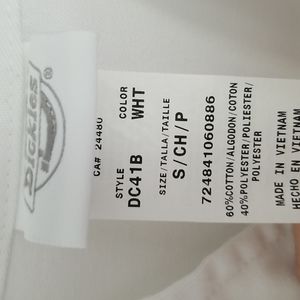 Dickies
®
CA# 24480
STYLE COLOR
DC41B WHT
SIZE/TALLA/TAILLE
S/CH/P
724841060886
60%COTTON/ALGODON/COTON
40%POLYESTER/POLIESTER/
POLYESTER
MADE IN VIETNAM
HECHO EN VIETNAM